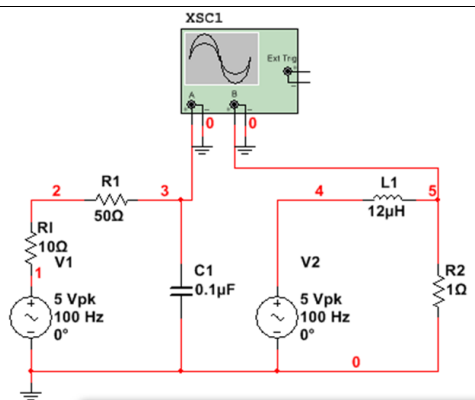 XSC1
Ext Trig
+
-
A
B
+ - + -
0 0
2 R1 3
50Ω
4 L1 5
12µH
RI
10Ω
1
V1
5 Vpk
100 Hz
0°
C1
0.1µF
V2
5 Vpk
100 Hz
0°
R2
1Ω
0